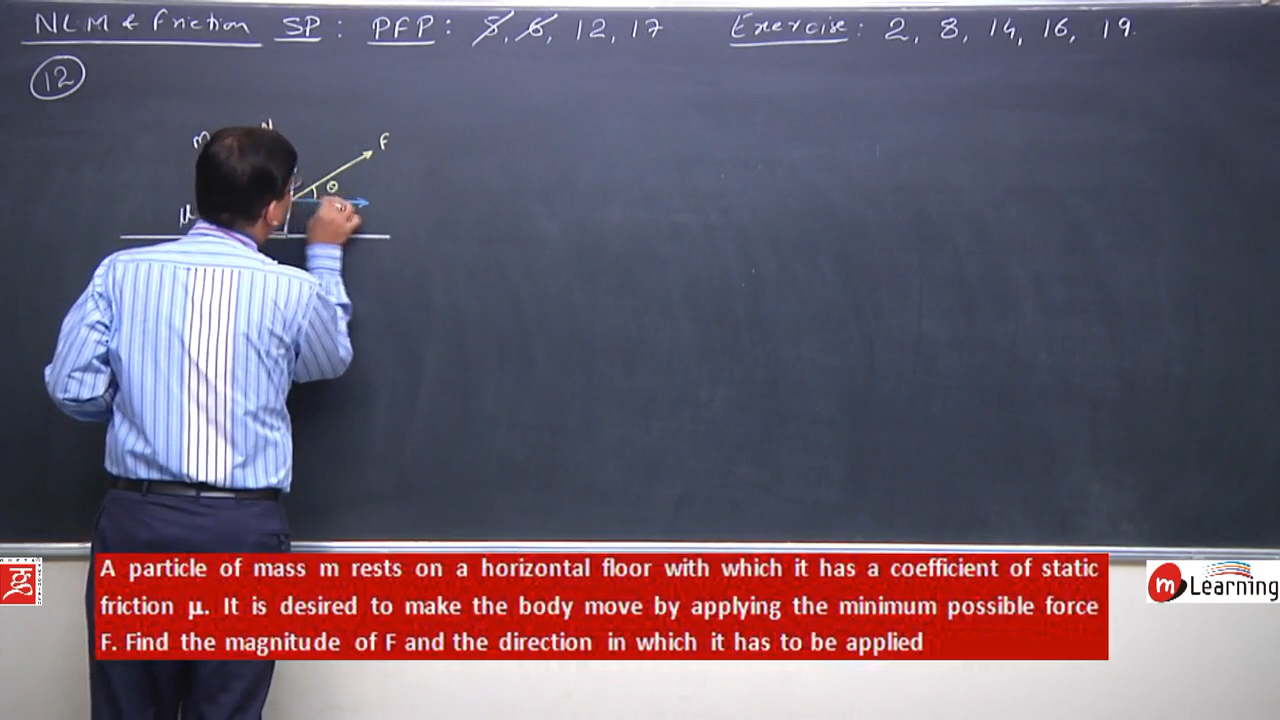 NLM & Friction SP : PFP : 5, 6, 12, 17 Exercise : 2, 8, 14, 16, 19.
12
m N F
θ
μ
A particle of mass m rests on a horizontal floor with which it has a coefficient of static
friction μ. It is desired to make the body move by applying the minimum possible force
F. Find the magnitude of F and the direction in which it has to be applied
m Learning